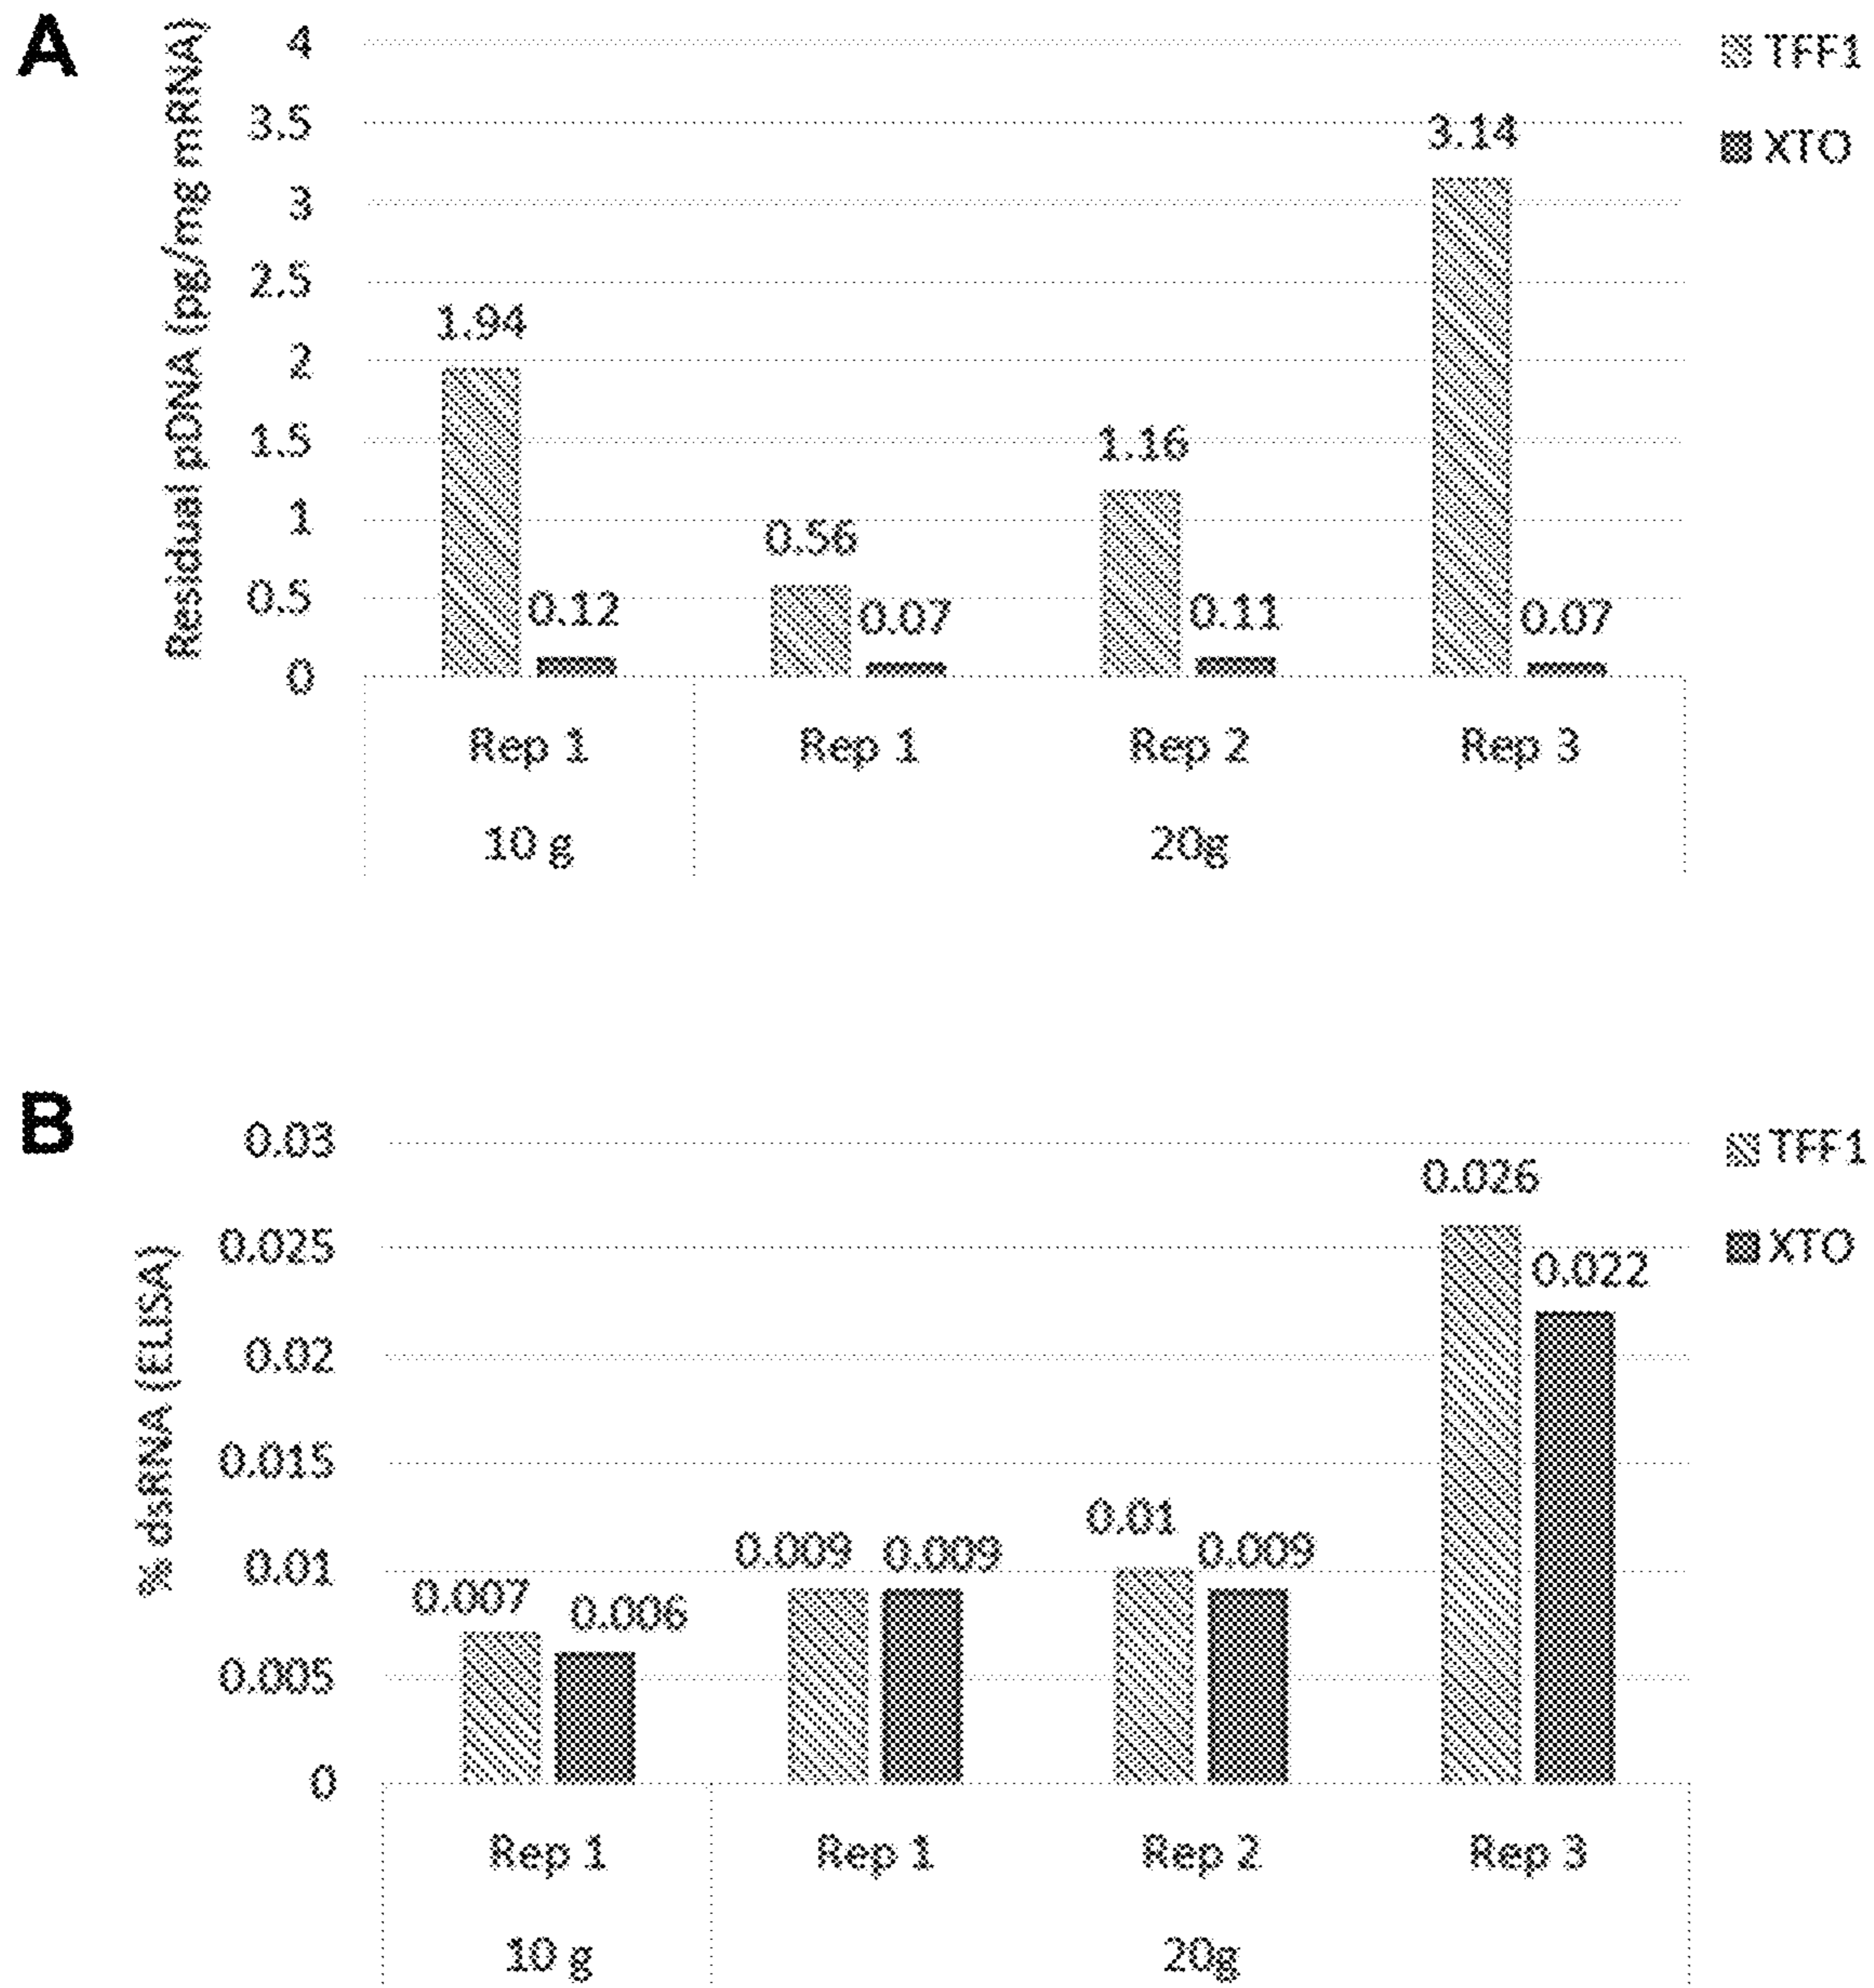 A
Residual pDNA (pg/mg mRNA)
4
3.5
3
2.5
2
1.5
1
0.5
0
1.94
0.12
0.56
0.07
1.16
0.11
3.14
0.07
TFF1
XTO
Rep 1
Rep 1
Rep 2
Rep 3
10 g
20g
B
% dsRNA (ELISA)
0.03
0.025
0.02
0.015
0.01
0.005
0
0.007
0.006
0.009
0.009
0.01
0.009
0.026
0.022
TFF1
XTO
Rep 1
Rep 1
Rep 2
Rep 3
10 g
20g